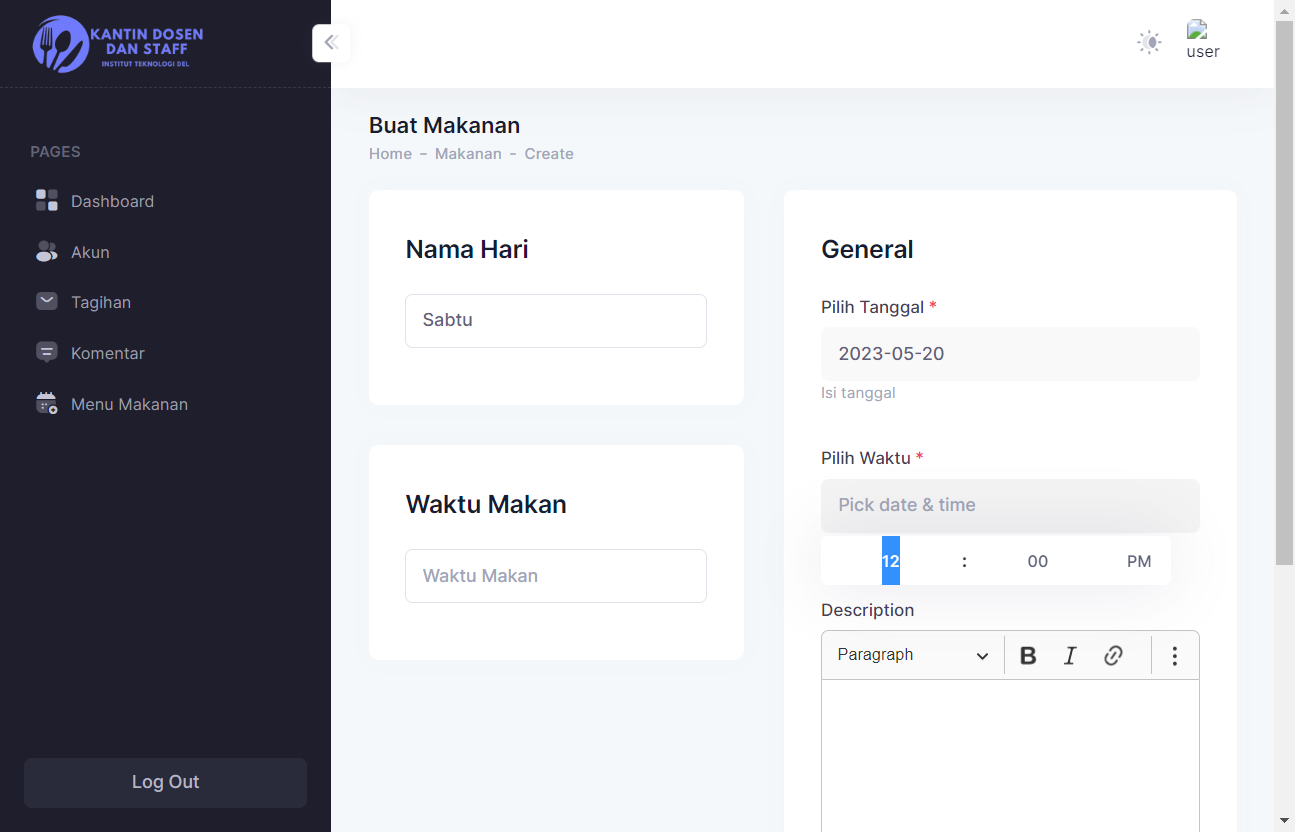 KANTIN DOSEN
DAN STAFF
INSTITUT TEKNOLOGI DEL
PAGES
Dashboard
Akun
Tagihan
Komentar
Menu Makanan
Log Out
user
Buat Makanan
Home - Makanan - Create
Nama Hari
Sabtu
Waktu Makan
Waktu Makan
General
Pilih Tanggal *
2023-05-20
Isi tanggal
Pilih Waktu *
Pick date & time
12 : 00 PM
Description
Paragraph B I